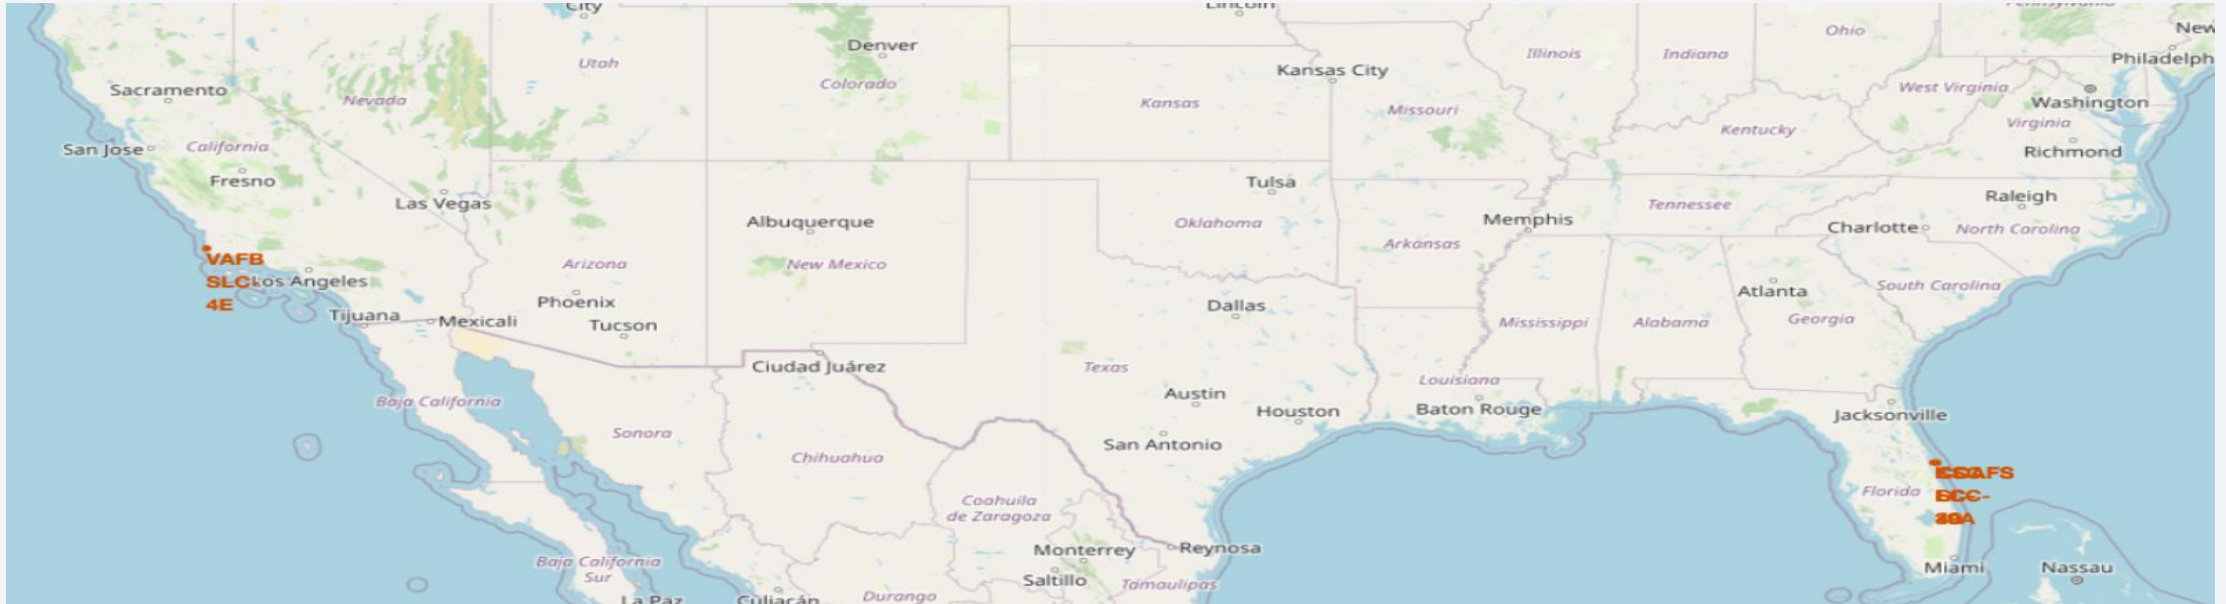 City
Lincoln
Pennsylvania
Denver
Utah
Colorado
Illinois
Indiana
Ohio
New
Kansas City
Philadelph
Sacramento
Nevada
Kansas
Missouri
West Virginia
Washington
Virginia
Kentucky
San Jose
California
Richmond
Fresno
Las Vegas
Tulsa
Raleigh
Albuquerque
Oklahoma
Memphis
Tennessee
Charlotte
North Carolina
VAFB
SLC-
4E
Los Angeles
Arizona
New Mexico
Arkansas
Phoenix
Dallas
Atlanta
South Carolina
Tijuana
Mexicali
Tucson
Mississippi
Alabama
Georgia
Ciudad Juárez
Texas
Louisiana
Baja California
Austin
Houston
Baton Rouge
Jacksonville
Sonora
San Antonio
Chihuahua
Florida
Coahuila
de Zaragoza
Monterrey
Reynosa
Baja California
Sur
Saltillo
Tamaulipas
Miami
Nassau
La Paz
Culiacán
Durango